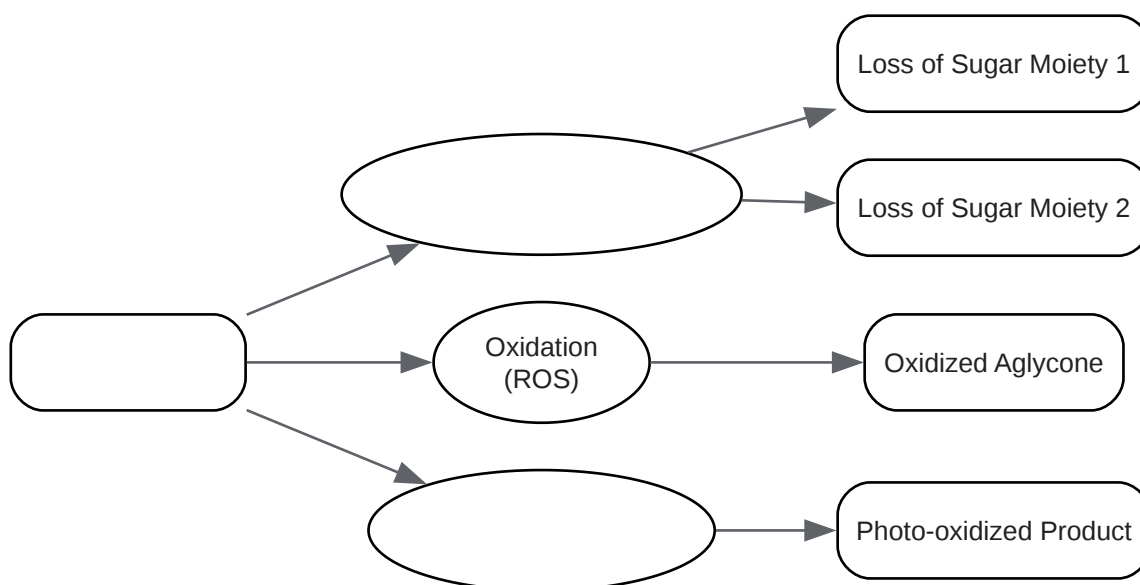 Loss of Sugar Moiety 1
Loss of Sugar Moiety 2
Oxidation
(ROS)
Oxidized Aglycone
Photo-oxidized Product